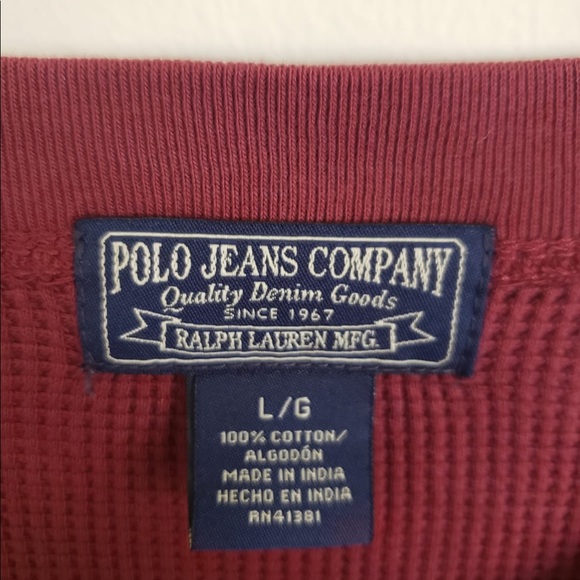 POLO JEANS COMPANY
Quality Denim Goods
SINCE 1967
RALPH LAUREN MFG.
L/G
100% COTTON/
ALGODÓN
MADE IN INDIA
HECHO EN INDIA
RN41381